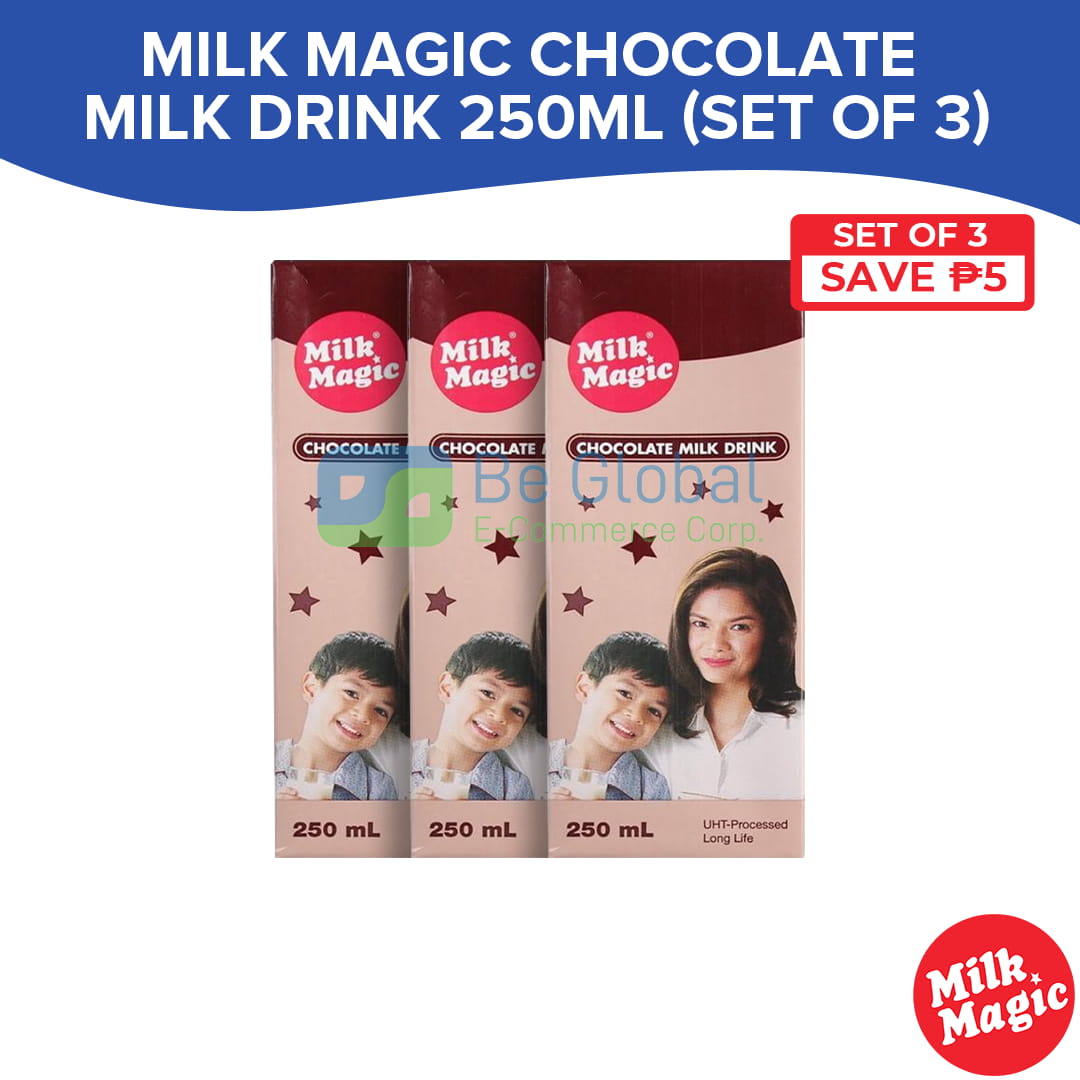 MILK MAGIC CHOCOLATE
MILK DRINK 250ML (SET OF 3)
SET OF 3
SAVE ₱5
Milk
Magic
Milk
Magic
Milk®
Magic
CHOCOLATE
CHOCOLATE
CHOCOLATE MILK DRINK
Be Global
E-Commerce Corp.
250 mL
250 mL
250 mL
UHT-Processed
Long Life
Milk
Magic